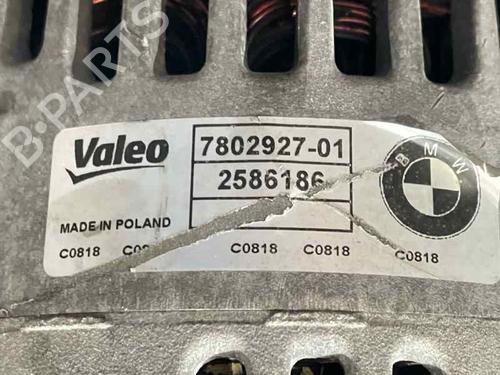 B-PARTS
Valeo
7802927-01
2586186
BMW
MADE IN POLAND
C0818 C0818 C0818 C0818